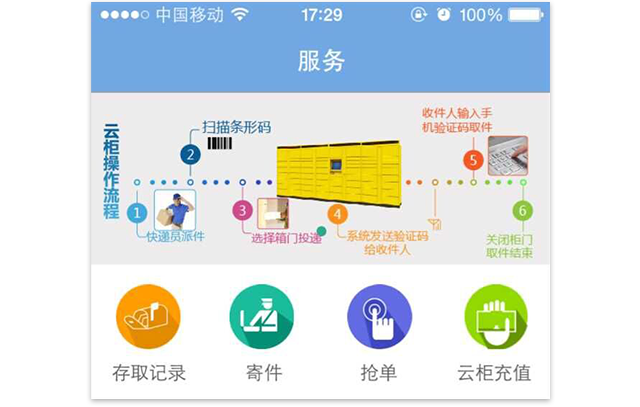 中国移动 17:29 100%
服务
云柜操作流程
1 快递员派件
2 扫描条形码
3 选择箱门投递
4 系统发送验证码
给收件人
收件人输入手
机验证码取件
5
6
关闭柜门
取件结束
存取记录 寄件 抢单 云柜充值